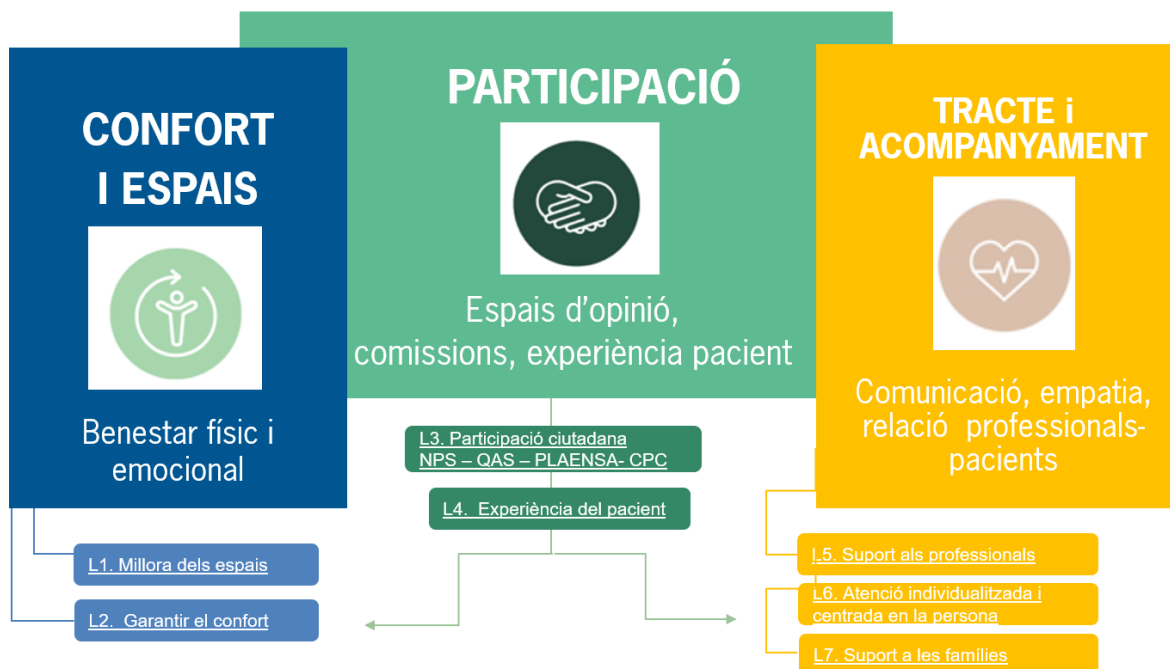 CONFORT
I ESPAIS
Benestar físic i
emocional
PARTICIPACIÓ
Espais d'opinió,
comissions, experiència pacient
TRACTE i
ACOMPANYAMENT
Comunicació, empatia,
relació professionals-
pacients
L1. Millora dels espais
L2. Garantir el confort
L3. Participació ciutadana
NPS – QAS – PLAENSA- CPC
L4. Experiència del pacient
L5. Suport als professionals
L6. Atenció individualitzada i
centrada en la persona
L7. Suport a les famílies